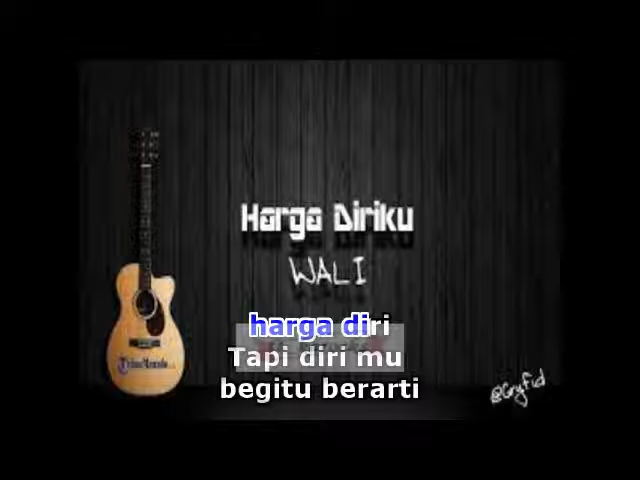 Harga Diriku
WALI
harga diri
Tapi diri mu
begitu berarti